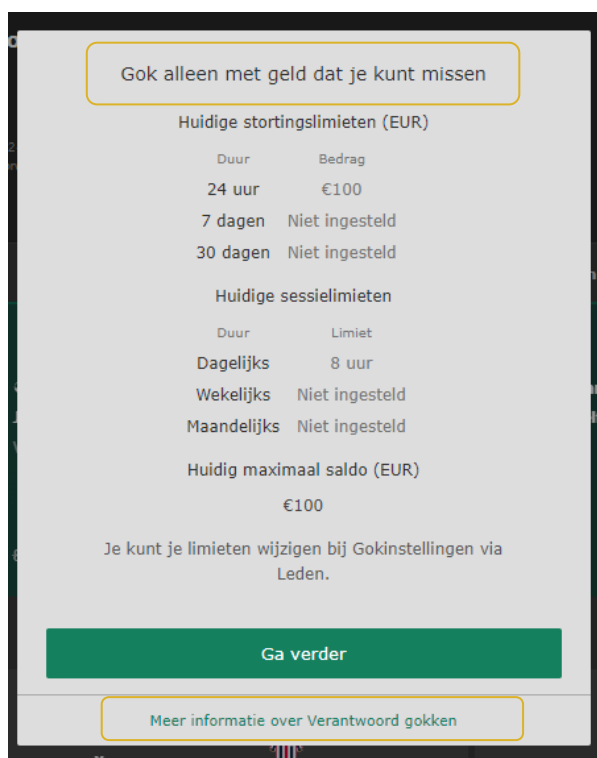 Gok alleen met geld dat je kunt missen
Huidige stortingslimieten (EUR)
Duur Bedrag
24 uur €100
7 dagen Niet ingesteld
30 dagen Niet ingesteld
Huidige sessielimieten
Duur Limiet
Dagelijks 8 uur
Wekelijks Niet ingesteld
Maandelijks Niet ingesteld
Huidig maximaal saldo (EUR)
€100
Je kunt je limieten wijzigen bij Gokinstellingen via
Leden.
Ga verder
Meer informatie over Verantwoord gokken